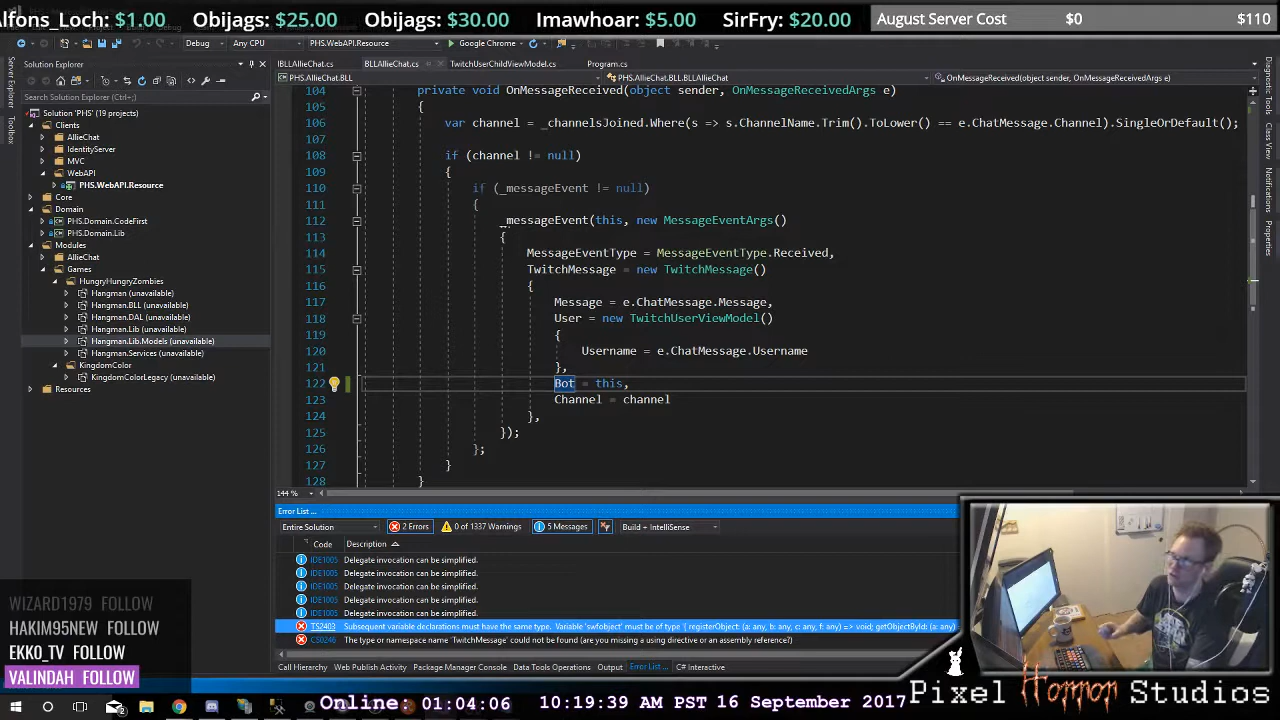 Alfons_Loch: $1.00 Obijags: $25.00 Obijags: $30.00 Imawhoar: $5.00 SirFry: $20.00
August Server Cost $0 $110
Debug Any CPU PHS.WebAPI.Resource Google Chrome
Server Explorer
Toolbox
Solution Explorer
Search Solution Explorer (Ctrl+;)
Solution 'PHS' (19 projects)
Clients
AllieChat
IdentityServer
MVC
WebAPI
PHS.WebAPI.Resource
Core
Domain
PHS.Domain.CodeFirst
PHS.Domain.Lib
Modules
AllieChat
Games
HungryHungryZombies
Hangman (unavailable)
Hangman.BLL (unavailable)
Hangman.DAL (unavailable)
Hangman.Lib (unavailable)
Hangman.Lib.Models (unavailable)
Hangman.Services (unavailable)
KingdomColor
KingdomColorLegacy (unavailable)
Resources
IBLLAllieChat.cs BLLAllieChat.cs TwitchUserChildViewModel.cs Program.cs
PHS.AllieChat.BLL PHS.AllieChat.BLL.BLLAllieChat OnMessageReceived(object sender, OnMessageReceivedArgs e)
104 private void OnMessageReceived(object sender, OnMessageReceivedArgs e)
105 {
106 var channel = _channelsJoined.Where(s => s.ChannelName.Trim().ToLower() == e.ChatMessage.Channel).SingleOrDefault();
107
108 if (channel != null)
109 {
110 if (_messageEvent != null)
111 {
112 _messageEvent(this, new MessageEventArgs()
113 {
114 MessageEventType = MessageEventType.Received,
115 TwitchMessage = new TwitchMessage()
116 {
117 Message = e.ChatMessage.Message,
118 User = new TwitchUserViewModel()
119 {
120 Username = e.ChatMessage.Username
121 },
122 Bot = this,
123 Channel = channel
124 },
125 });
126 };
127 }
128 }
144 %
Diagnostic Tools
Class View
Notifications
Properties
Team Explorer
Error List ...
Entire Solution 2 Errors 0 of 1337 Warnings 5 Messages Build + IntelliSense
Code Description
IDE1005 Delegate invocation can be simplified.
IDE1005 Delegate invocation can be simplified.
IDE1005 Delegate invocation can be simplified.
IDE1005 Delegate invocation can be simplified.
IDE1005 Delegate invocation can be simplified.
TS2403 Subsequent variable declarations must have the same type. Variable 'swfobject' must be of type '{ registerObject: (a: any, b: any, c: any, f: any) => void; getObjectById: (a: any) =
CS0246 The type or namespace name 'TwitchMessage' could not be found (are you missing a using directive or an assembly reference?)
Call Hierarchy Web Publish Activity Package Manager Console Data Tools Operations Output Error List ... C# Interactive
WIZARD1979 FOLLOW
HAKIM95NEW FOLLOW
EKKO_TV FOLLOW
VALINDAH FOLLOW
Online: 01:04:06 10:19:39 AM PST 16 September 2017
Pixel Horror Studios